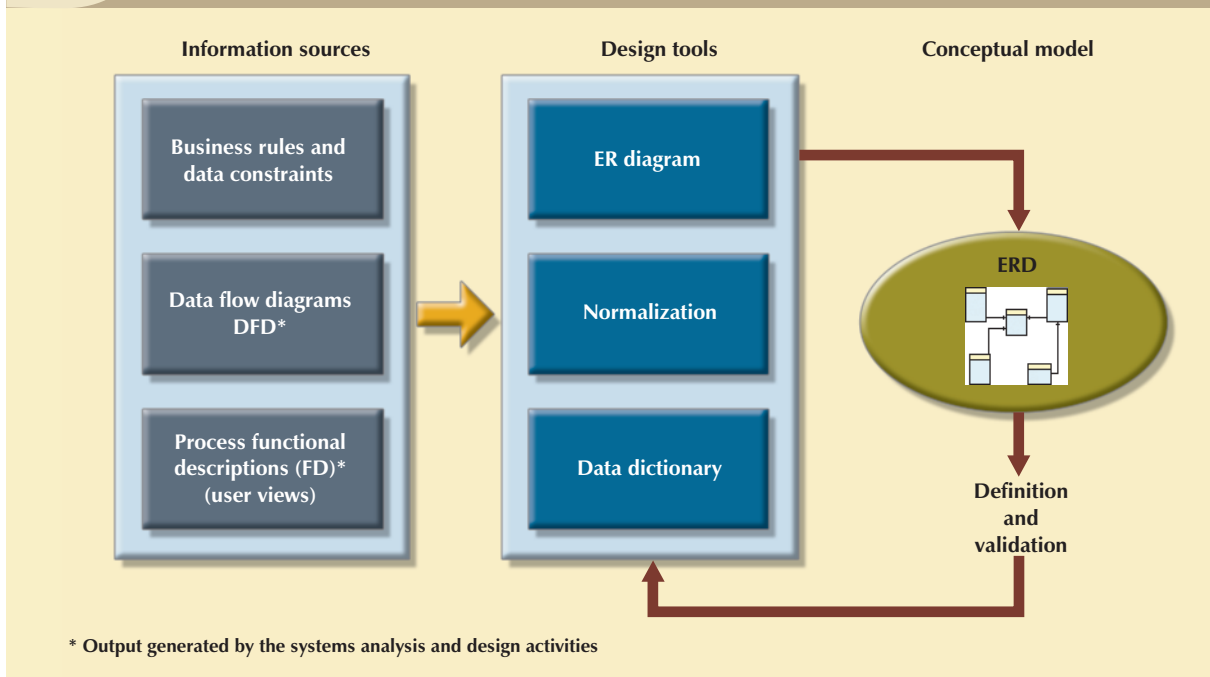 Information sources
Design tools
Conceptual model
Business rules and
data constraints
Data flow diagrams
DFD*
Process functional
descriptions (FD)*
(user views)
ER diagram
Normalization
Data dictionary
ERD
Definition
and
validation
* Output generated by the systems analysis and design activities